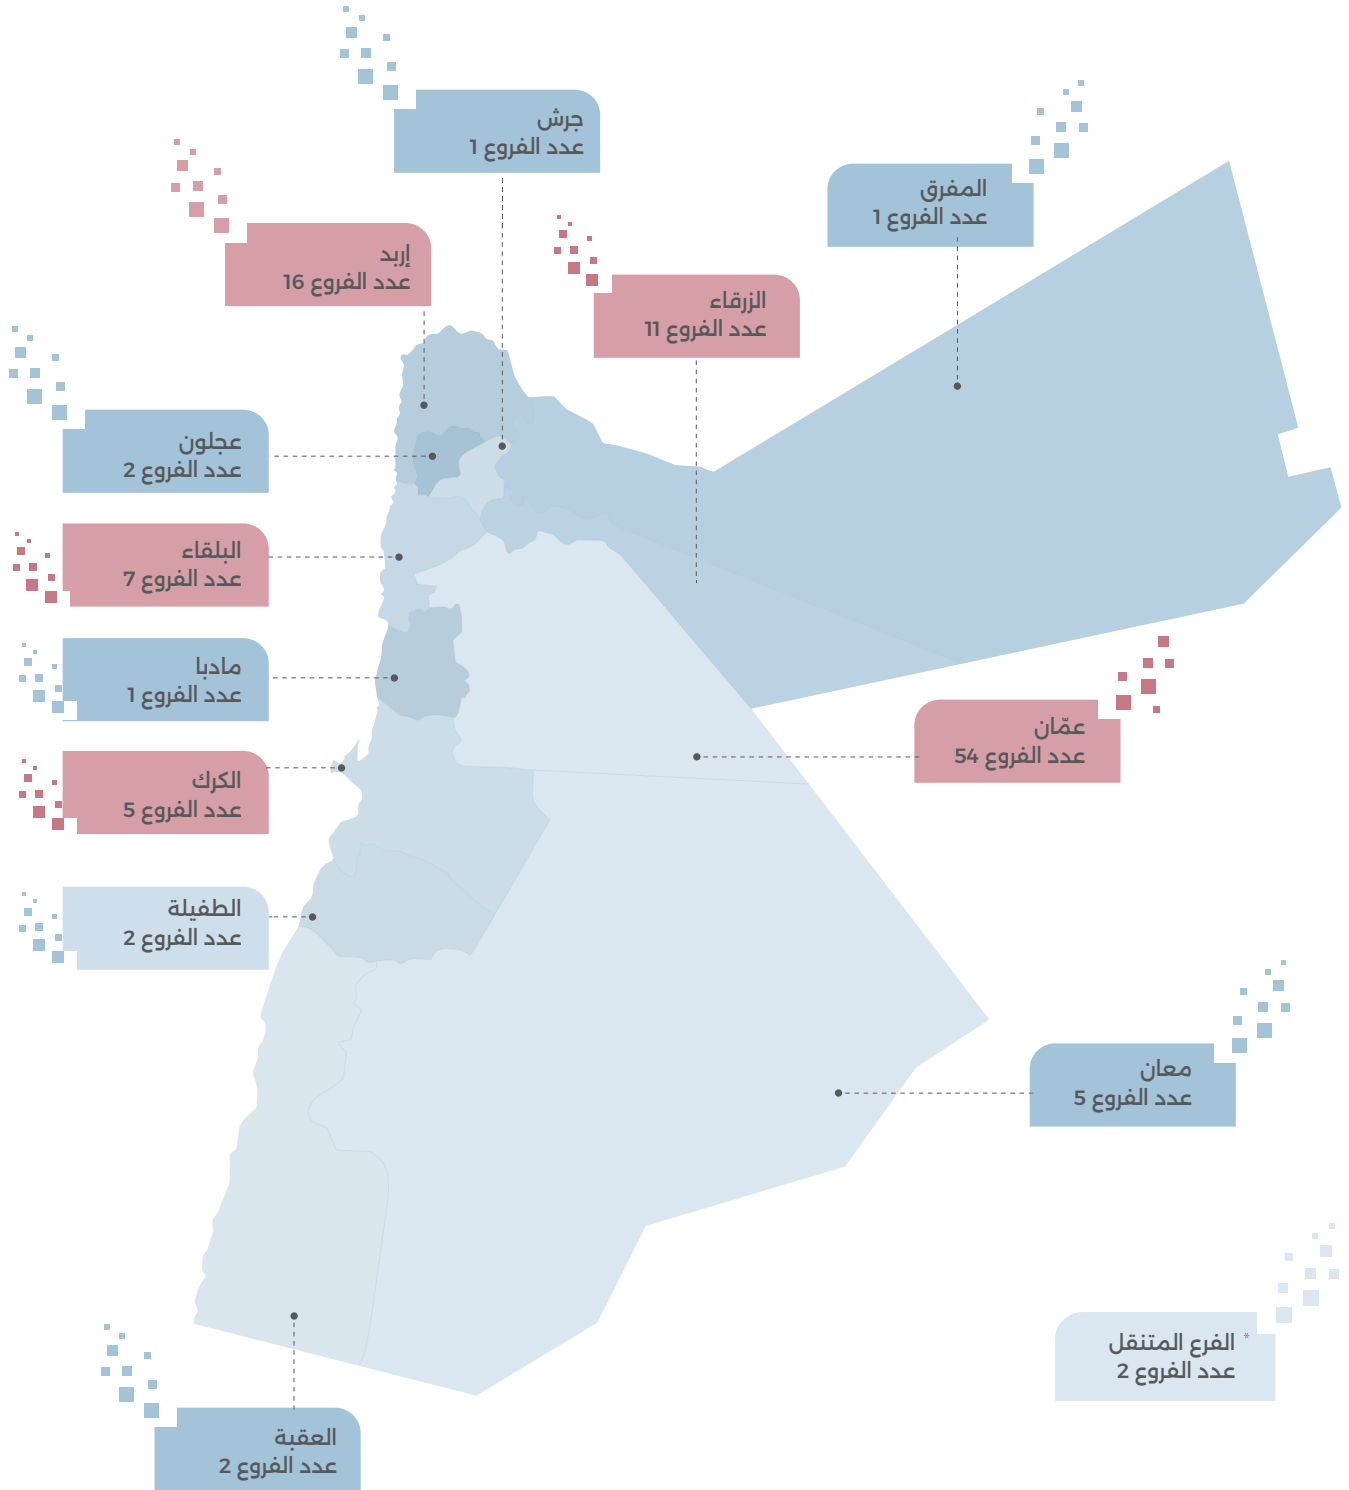 جرش
عدد الفروع 1
المفرق
عدد الفروع 1
إربد
عدد الفروع 16
الزرقاء
عدد الفروع 11
عجلون
عدد الفروع 2
البلقاء
عدد الفروع 7
مادبا
عدد الفروع 1
عمّان
عدد الفروع 54
الكرك
عدد الفروع 5
الطفيلة
عدد الفروع 2
معان
عدد الفروع 5
* الفرع المتنقل
عدد الفروع 2
العقبة
عدد الفروع 2